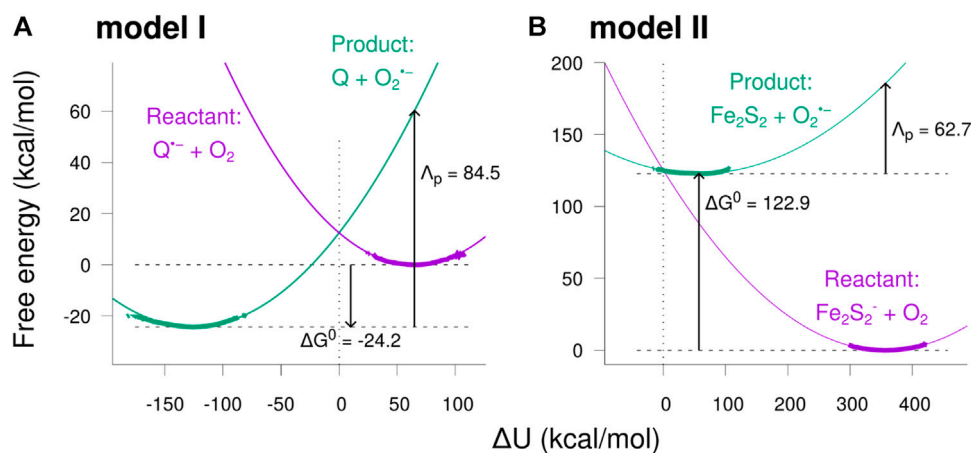 A model I
Product:
Q + O₂•−
Reactant:
Q•− + O₂
Λp = 84.5
ΔG⁰ = -24.2
60
40
20
0
-20
-150
-100
-50
0
50
100
Free energy (kcal/mol)
B model II
Product:
Fe₂S₂ + O₂•−
Λp = 62.7
ΔG⁰ = 122.9
Reactant:
Fe₂S₂⁻ + O₂
200
150
100
50
0
0
100
200
300
400
ΔU (kcal/mol)